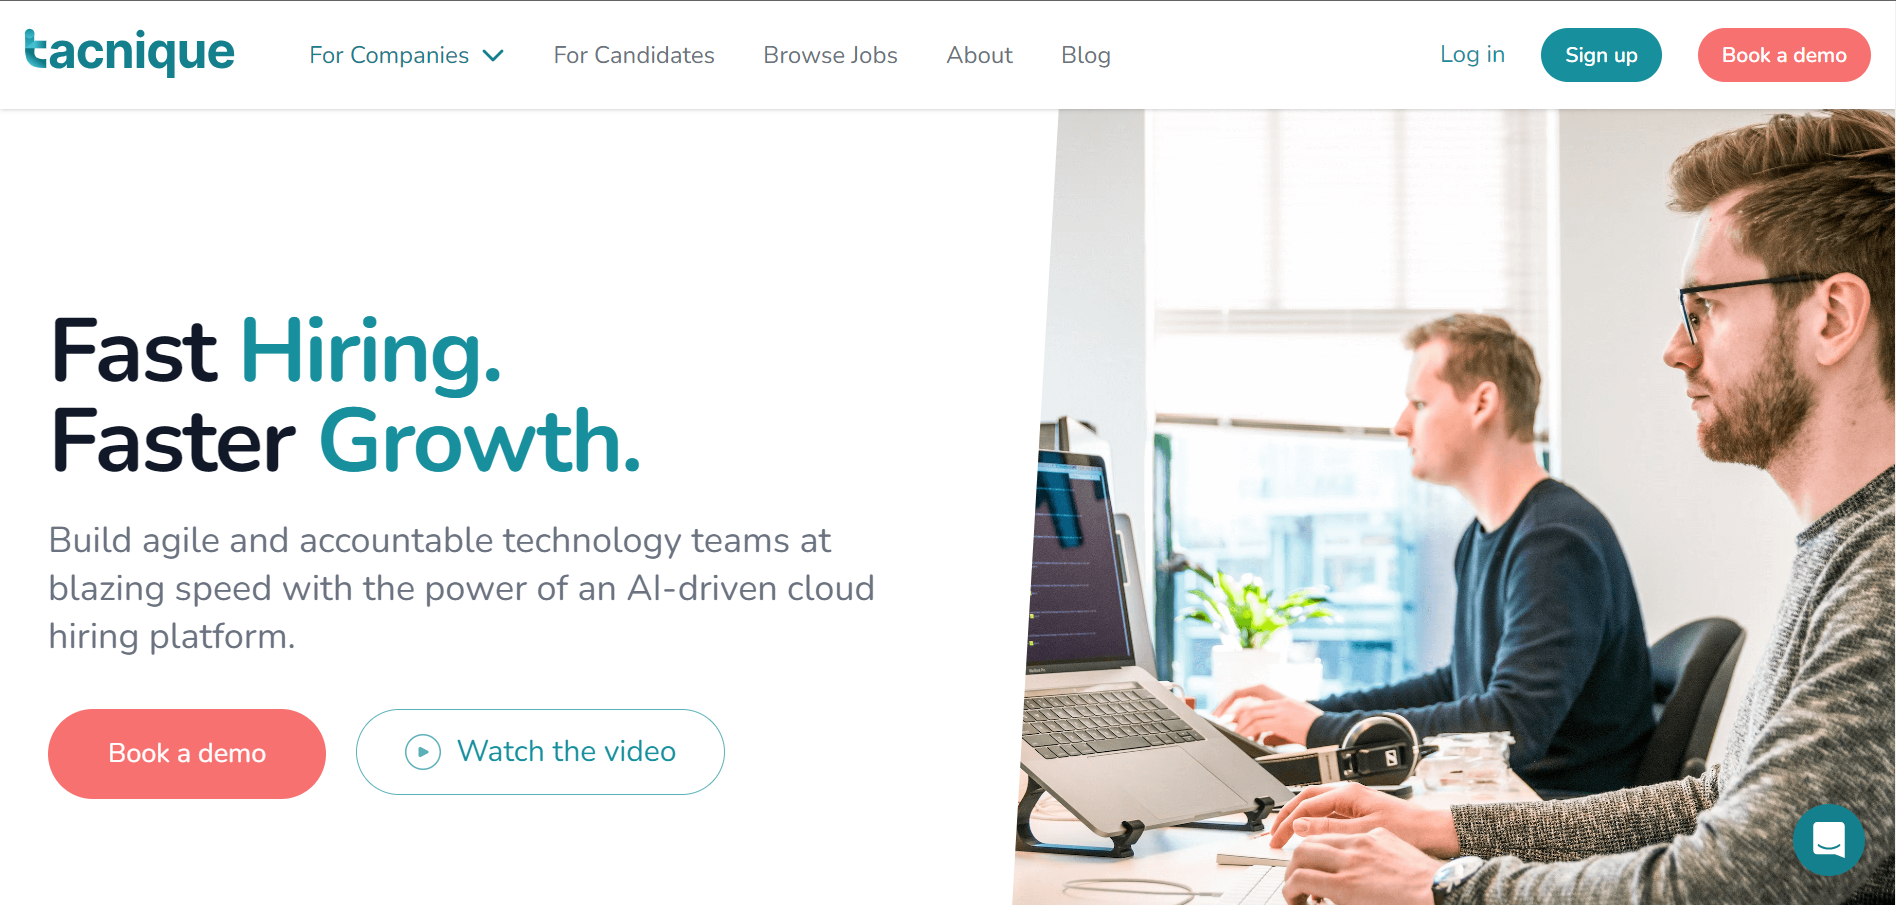 tacnique
For Companies
For Candidates
Browse Jobs
About
Blog
Log in
Sign up
Book a demo
Fast Hiring.
Faster Growth.
Build agile and accountable technology teams at
blazing speed with the power of an AI-driven cloud
hiring platform.
Book a demo
Watch the video